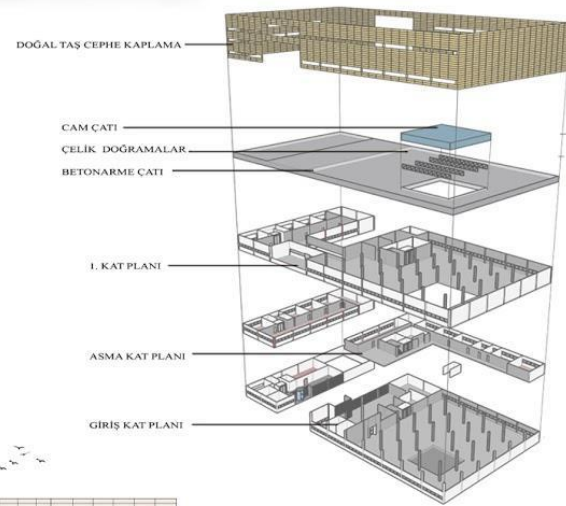 DOĞAL TAŞ CEPHE KAPLAMA
CAM ÇATI
ÇELİK DOĞRAMALAR
BETONARME ÇATI
1. KAT PLANI
ASMA KAT PLANI
GİRİŞ KAT PLANI